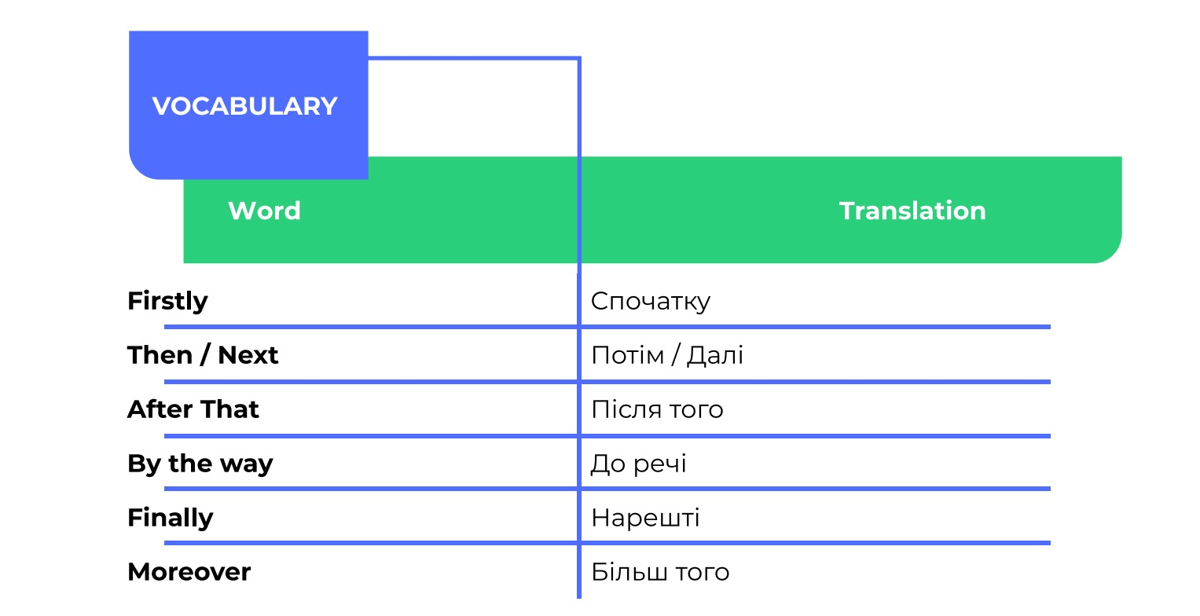 VOCABULARY
Word Translation
Firstly Спочатку
Then / Next Потім / Далі
After That Після того
By the way До речі
Finally Нарешті
Moreover Більш того